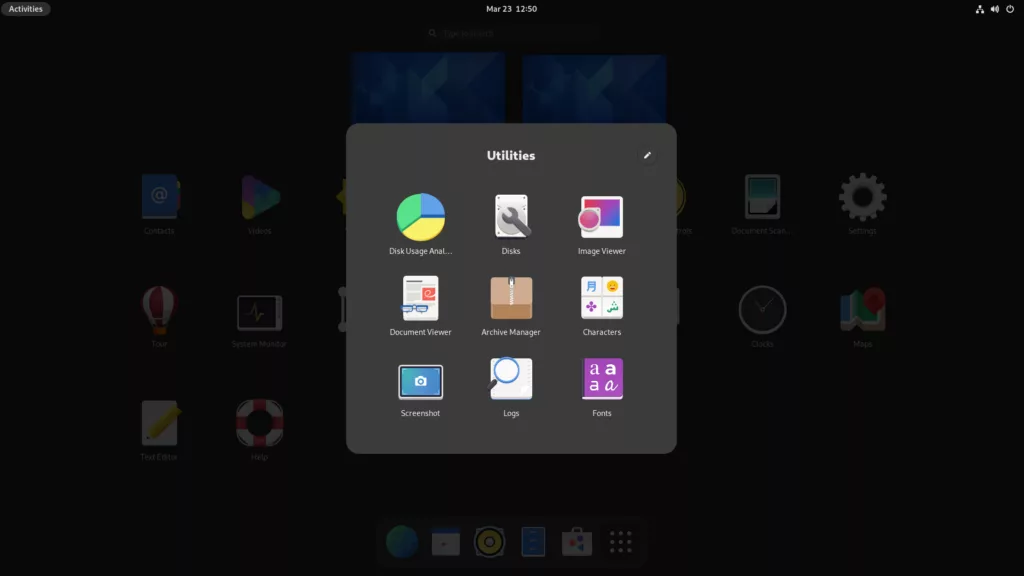 Activities
Mar 23 12:50
Type to search
Utilities
Contacts
Videos
Document Scan...
Settings
Disk Usage Anal...
Disks
Image Viewer
Document Viewer
Archive Manager
Characters
Tour
System Monitor
Clocks
Maps
Screenshot
Logs
Fonts
Text Editor
Help